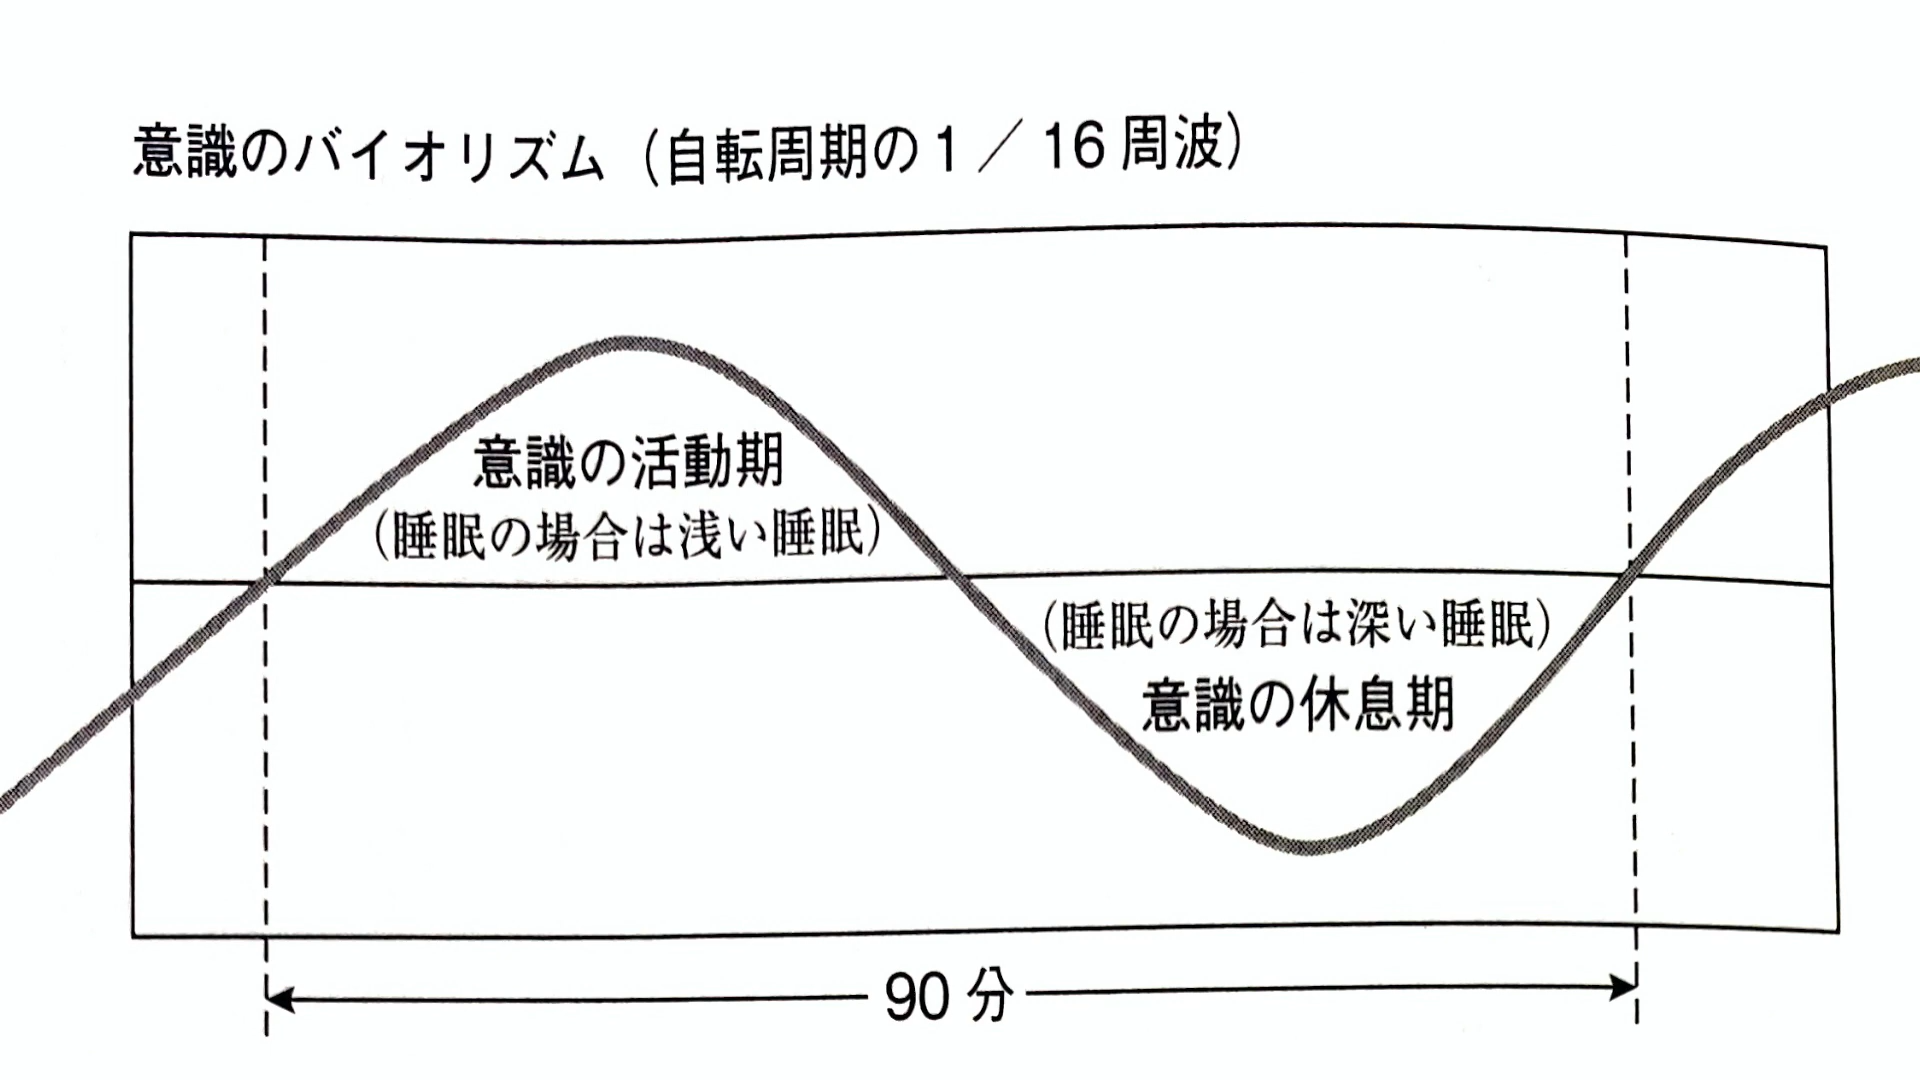 意識のバイオリズム（自転周期の1／16周波）
意識の活動期
（睡眠の場合は浅い睡眠）
（睡眠の場合は深い睡眠）
意識の休息期
90分